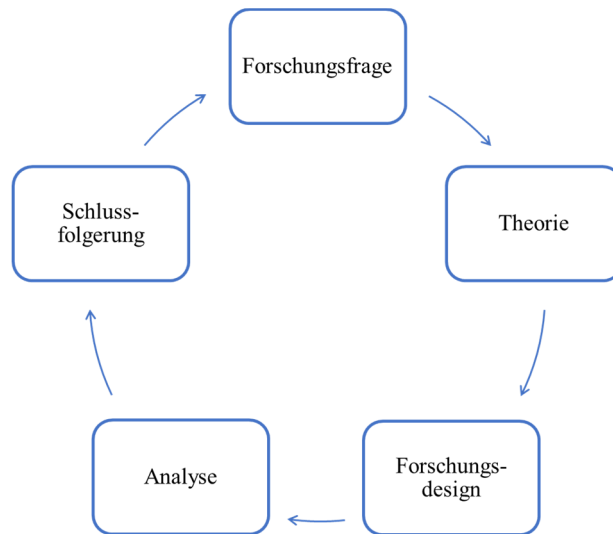 Forschungsfrage
Theorie
Forschungs-
design
Analyse
Schluss-
folgerung